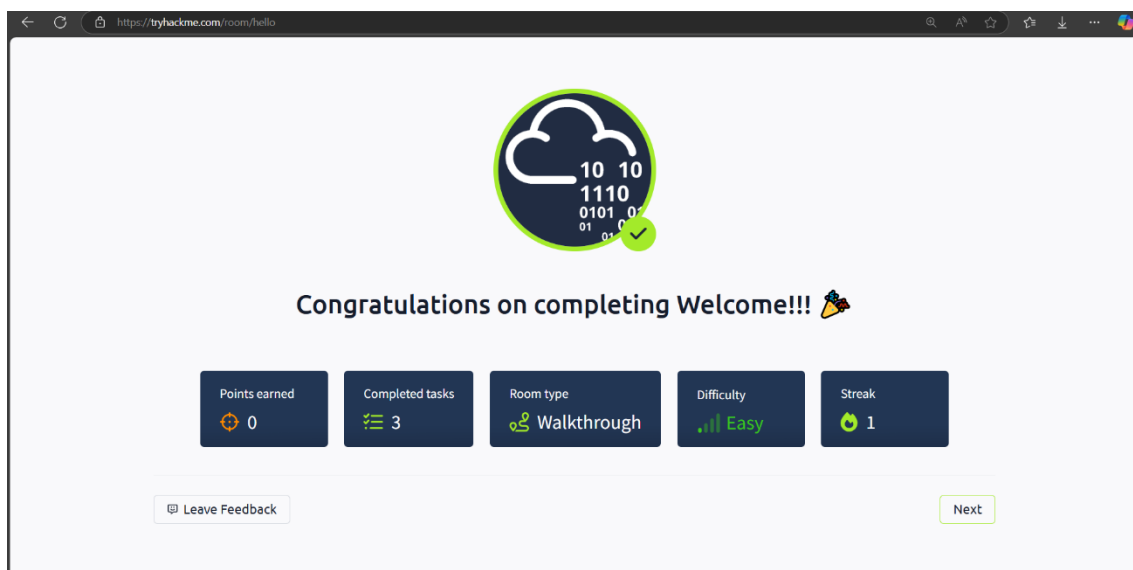 https://tryhackme.com/room/hello
10 10
1110
0101
01
01
Congratulations on completing Welcome!!!
Points earned
0
Completed tasks
3
Room type
Walkthrough
Difficulty
Easy
Streak
1
Leave Feedback
Next